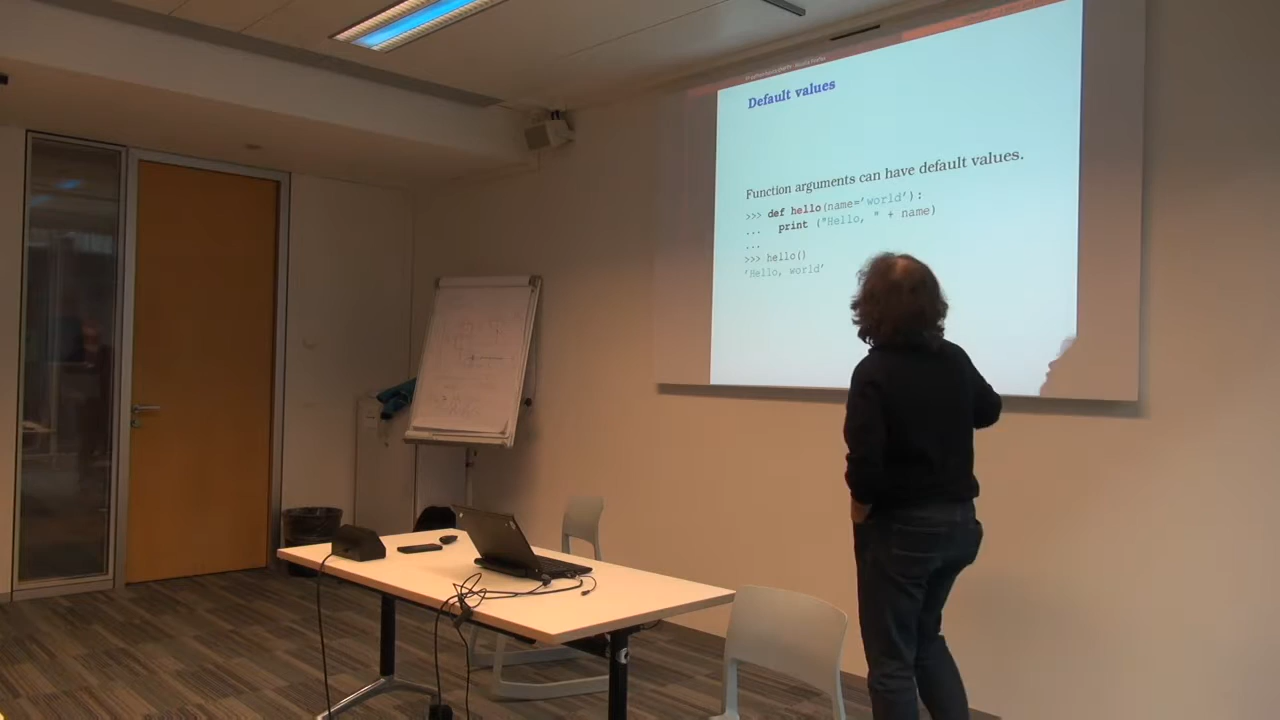 Default values
Function arguments can have default values.
>>> def hello(name='world'):
... print ("Hello, " + name)
...
>>> hello()
'Hello, world'